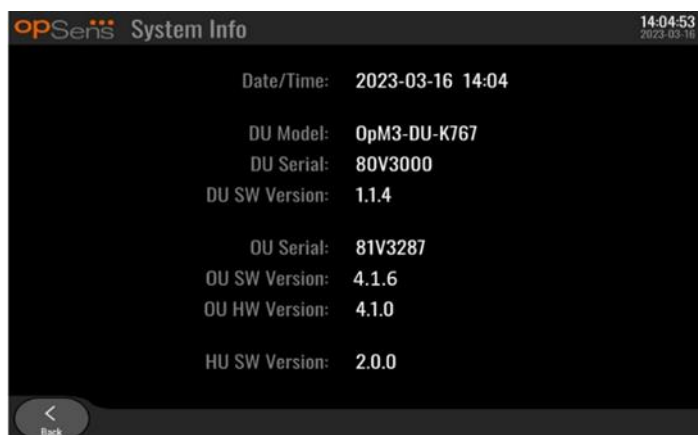 opSens System Info 14:04:53
2023-03-16
Date/Time: 2023-03-16 14:04
DU Model: OpM3-DU-K767
DU Serial: 80V3000
DU SW Version: 1.1.4
OU Serial: 81V3287
OU SW Version: 4.1.6
OU HW Version: 4.1.0
HU SW Version: 2.0.0
Back